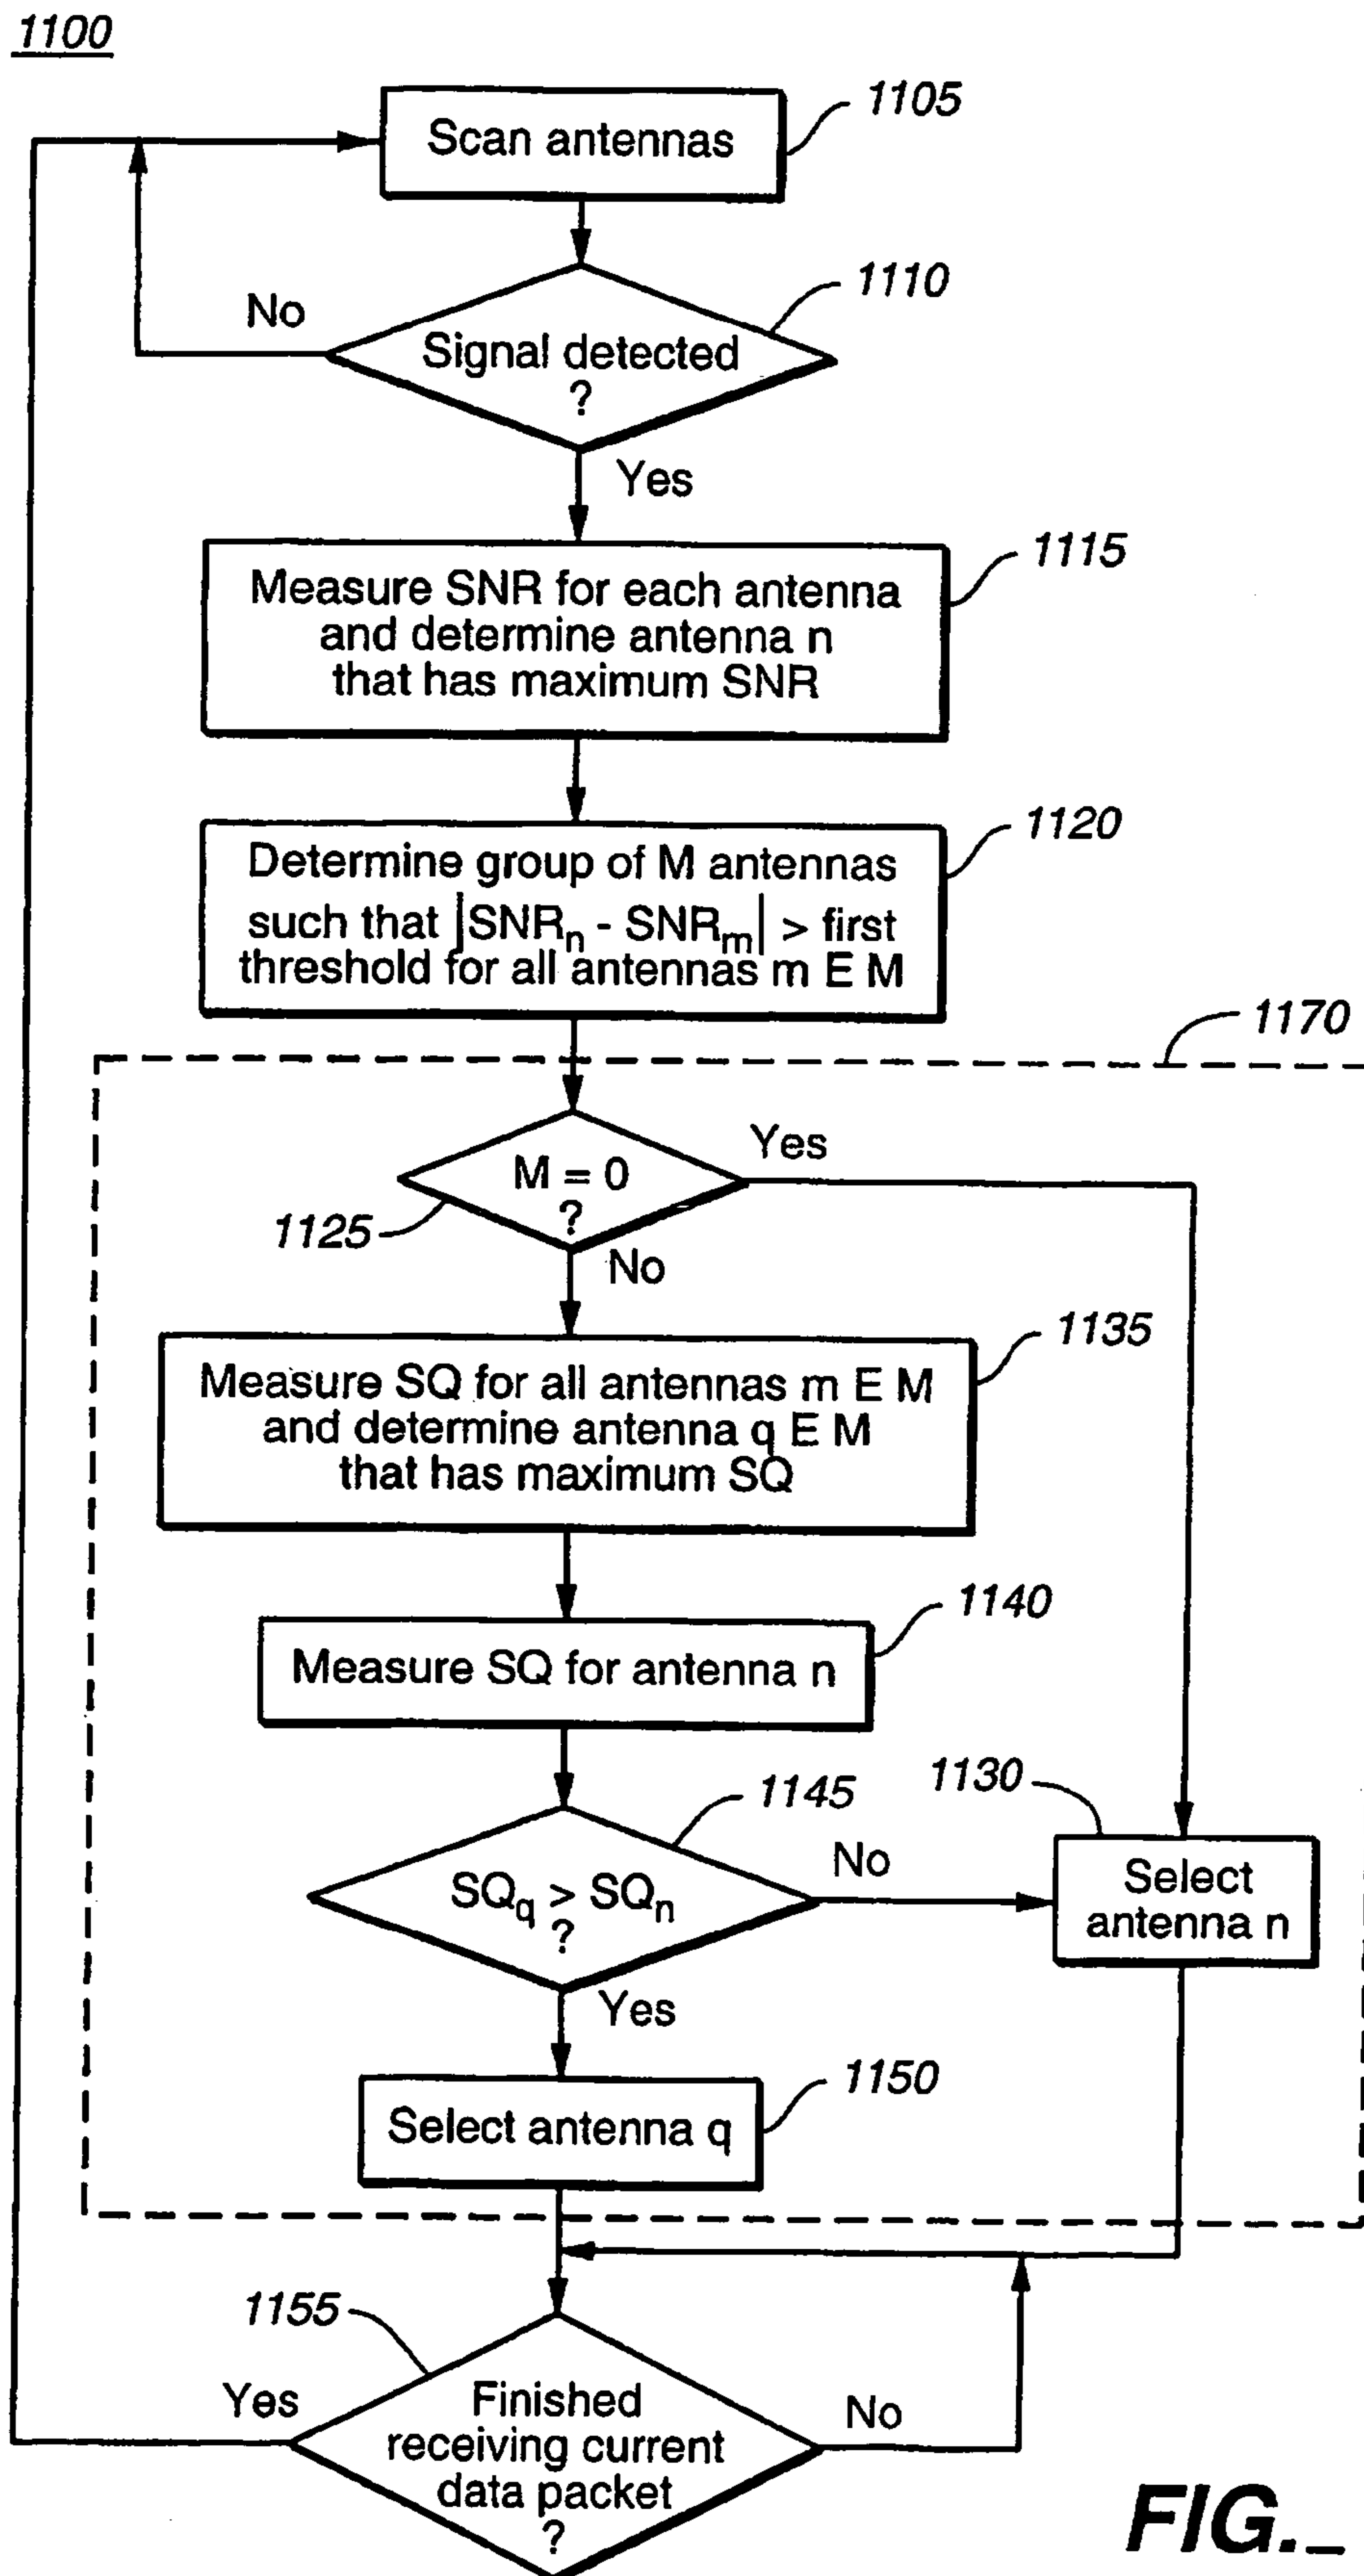 1100
1105
Scan antennas
1110
No
Signal detected
?
Yes
1115
Measure SNR for each antenna
and determine antenna n
that has maximum SNR
1120
Determine group of M antennas
such that |SNRn - SNRm| > first
threshold for all antennas m E M
1170
M = 0
?
Yes
1125
No
1135
Measure SQ for all antennas m E M
and determine antenna q E M
that has maximum SQ
1140
Measure SQ for antenna n
1145
1130
SQq > SQn
?
No
Select
antenna n
Yes
1150
Select antenna q
1155
Yes
Finished
receiving current
data packet
?
No
FIG._